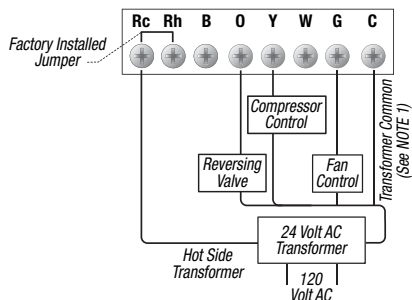 Rc Rh B O Y W G C
Factory Installed
Jumper
Compressor
Control
Reversing
Valve
Fan
Control
Transformer Common
(See NOTE 1)
24 Volt AC
Transformer
Hot Side
Transformer
120
Volt AC